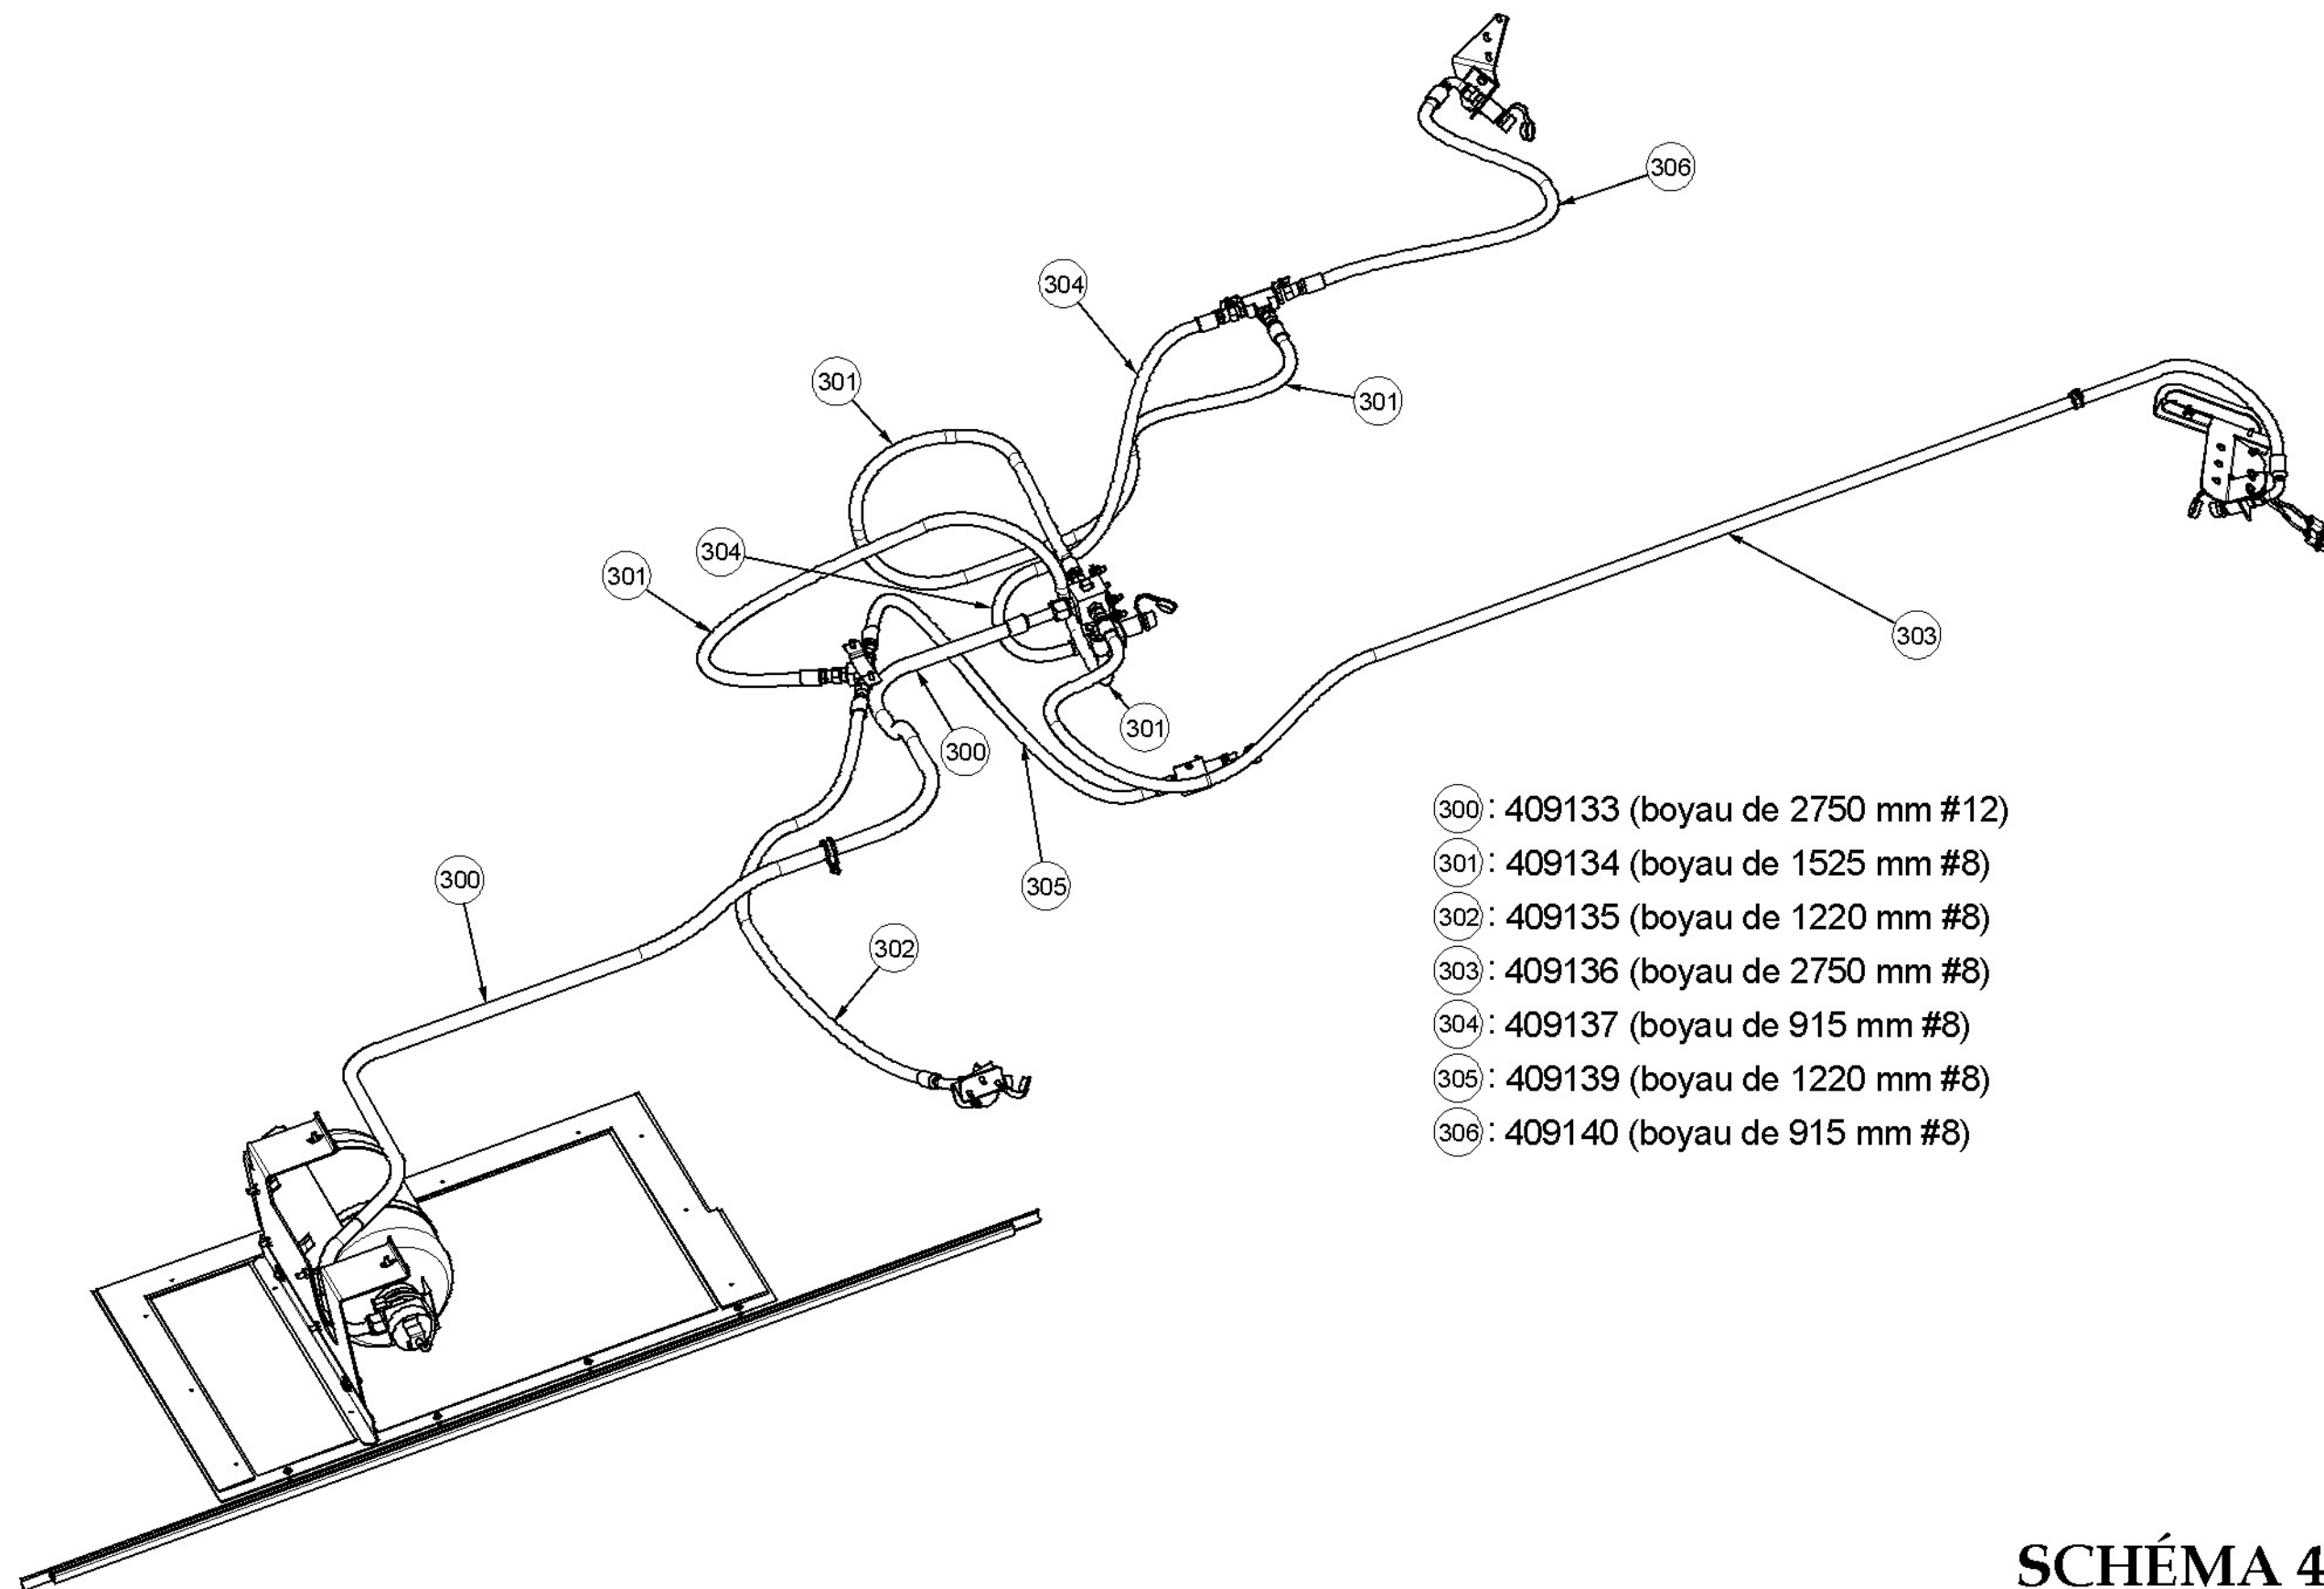 306
304
301
301
304
301
303
301
300
305
300
302
300 : 409133 (boyau de 2750 mm #12)
301 : 409134 (boyau de 1525 mm #8)
302 : 409135 (boyau de 1220 mm #8)
303 : 409136 (boyau de 2750 mm #8)
304 : 409137 (boyau de 915 mm #8)
305 : 409139 (boyau de 1220 mm #8)
306 : 409140 (boyau de 915 mm #8)
SCHÉMA 4